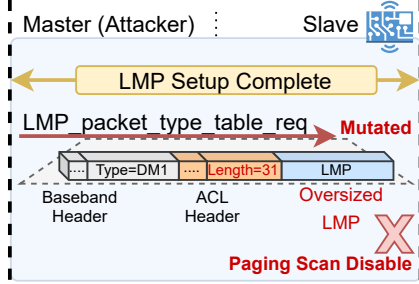 Master (Attacker) Slave
LMP Setup Complete
LMP_packet_type_table_req Mutated
.... Type=DM1 .... Length=31 LMP
Baseband Header ACL Header Oversized LMP
Paging Scan Disable